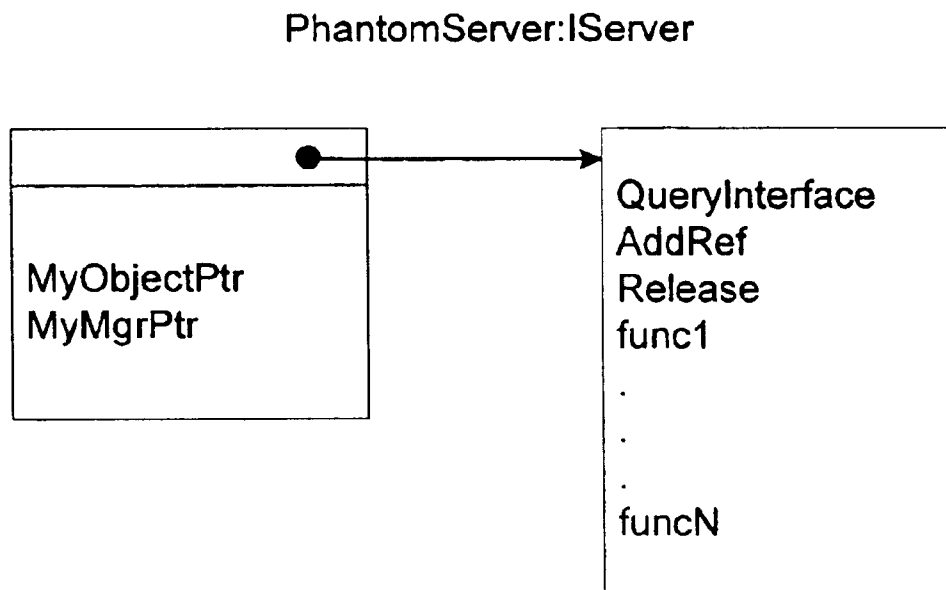 PhantomServer:IServer
MyObjectPtr
MyMgrPtr
QueryInterface
AddRef
Release
func1
.
.
.
funcN